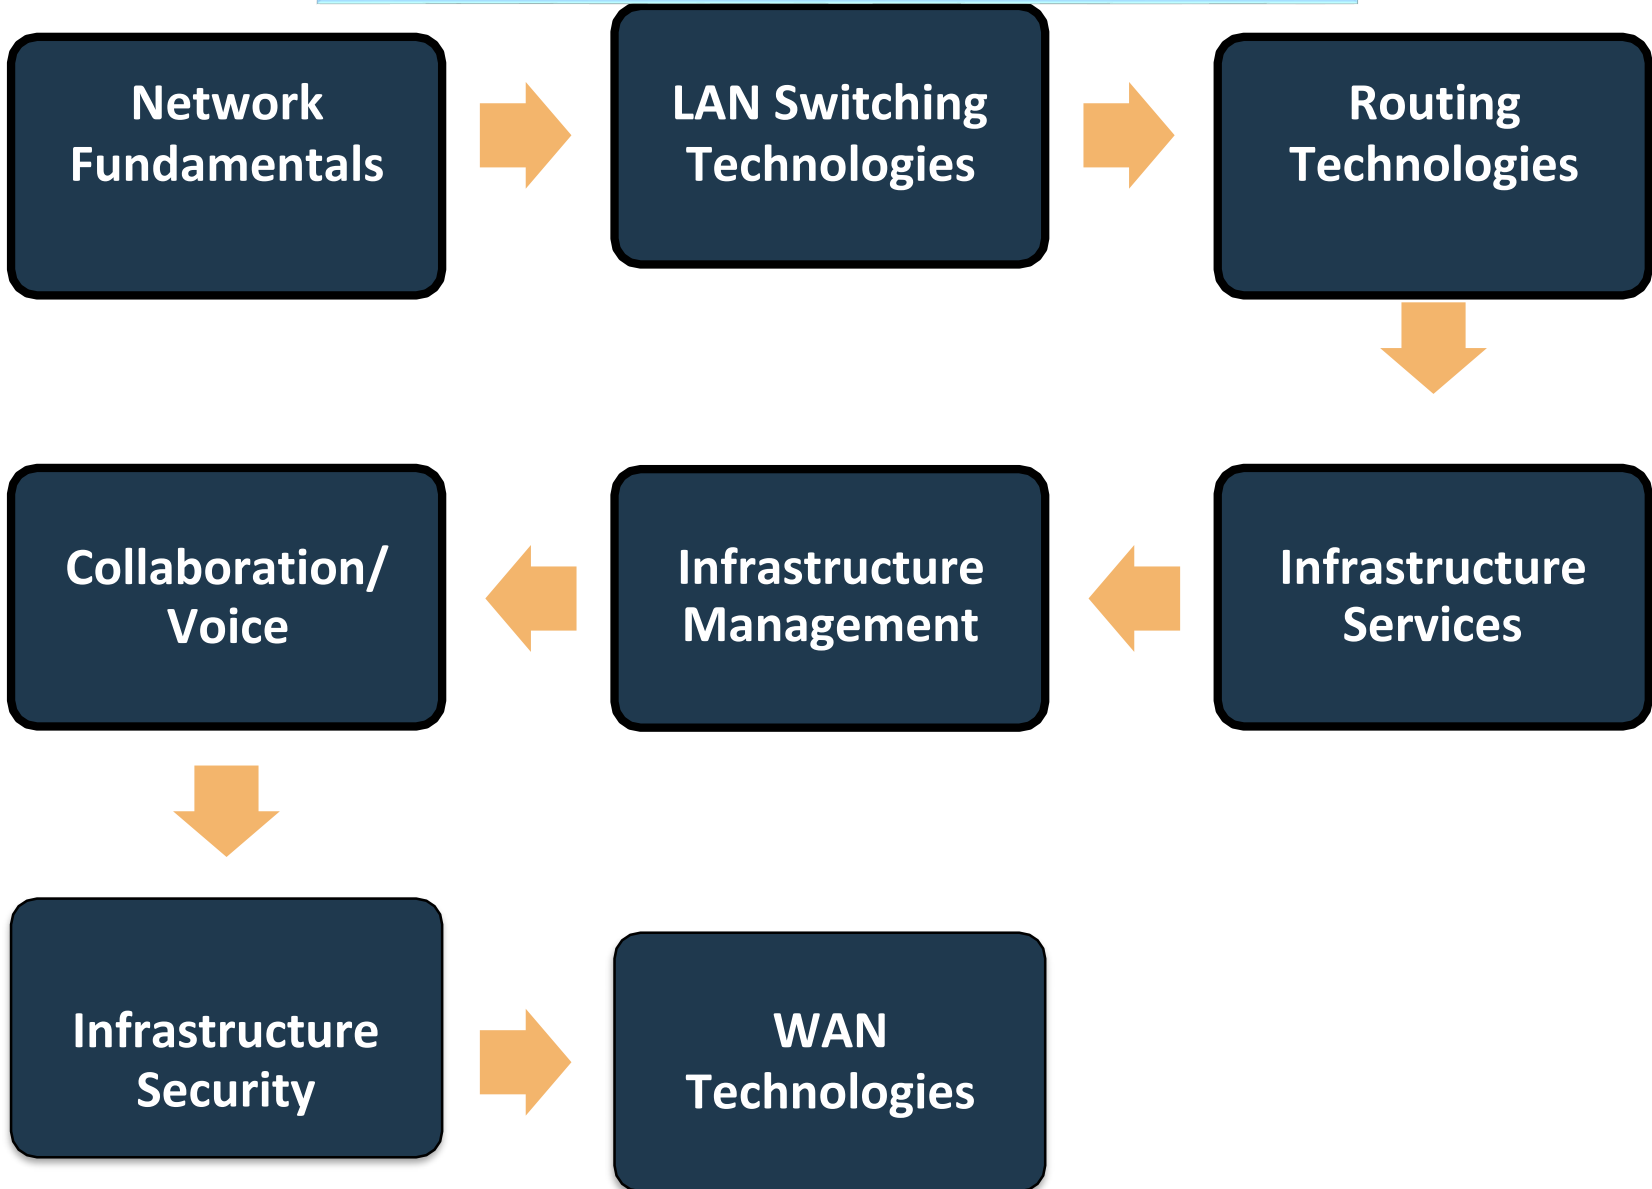 Network
Fundamentals
LAN Switching
Technologies
Routing
Technologies
Infrastructure
Services
Infrastructure
Management
Collaboration/
Voice
Infrastructure
Security
WAN
Technologies